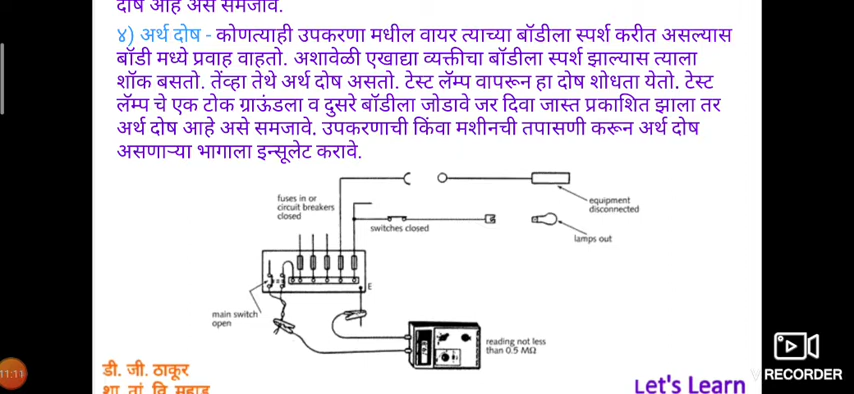 दोष आहे असे समजावे.
४) अर्थ दोष - कोणत्याही उपकरणा मधील वायर त्याच्या बॉडीला स्पर्श करीत असल्यास
बॉडी मध्ये प्रवाह वाहतो. अशावेळी एखाद्या व्यक्तीचा बॉडीला स्पर्श झाल्यास त्याला
शॉक बसतो. तेंव्हा तेथे अर्थ दोष असतो. टेस्ट लॅम्प वापरून हा दोष शोधता येतो. टेस्ट
लॅम्प चे एक टोक ग्राऊंडला व दुसरे बॉडीला जोडावे जर दिवा जास्त प्रकाशित झाला तर
अर्थ दोष आहे असे समजावे. उपकरणाची किंवा मशीनची तपासणी करून अर्थ दोष
असणाऱ्या भागाला इन्सूलेट करावे.
fuses in or
circuit breakers
closed
equipment
disconnected
switches closed
lamps out
E
main switch
open
reading not less
than 0.5 MΩ
डी. जी. ठाकूर
शा. तां. वि. महाड
Let's Learn
11:11
RECORDER